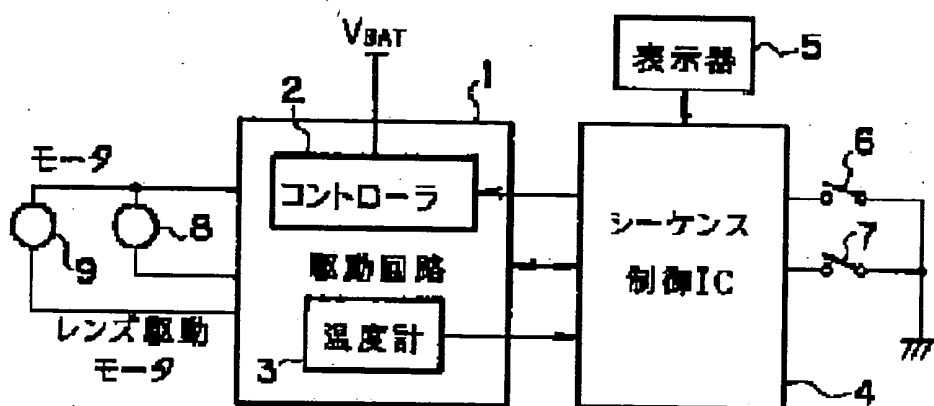 VBAT
1
表示器
5
2
6
モータ
コントローラ
シーケンス
制御IC
8
9
7
駆動回路
レンズ駆動
モータ
3
温度計
4